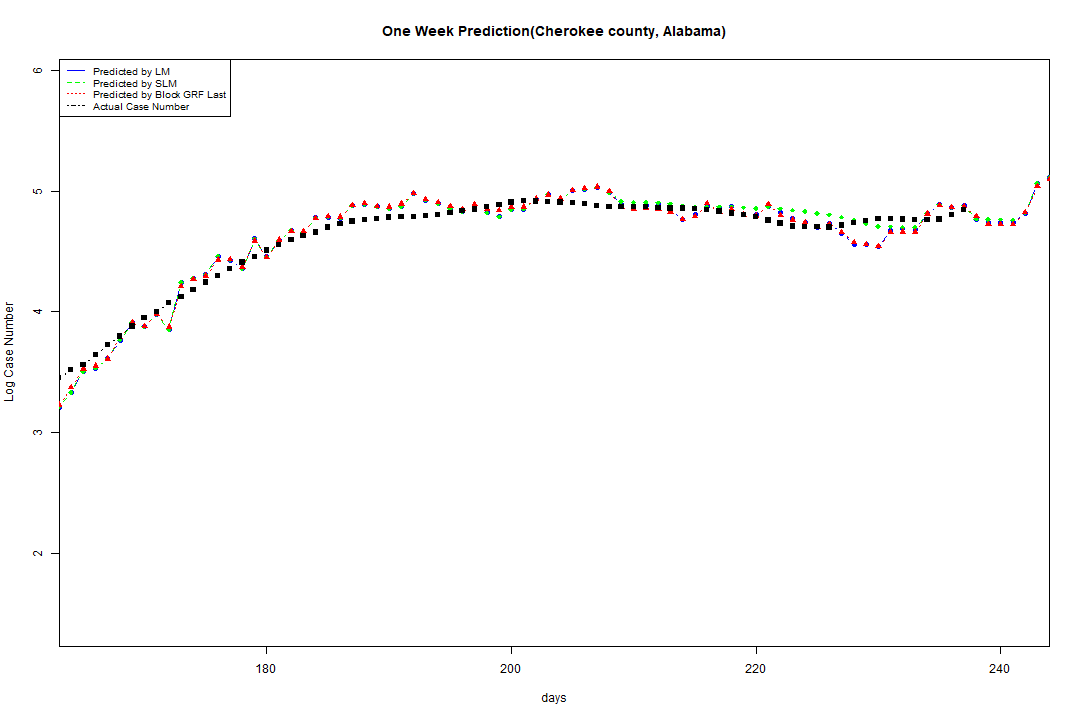 One Week Prediction(Cherokee county, Alabama)
Predicted by LM
Predicted by SLM
Predicted by Block GRF Last
Actual Case Number
6
5
4
3
2
Log Case Number
180
200
220
240
days